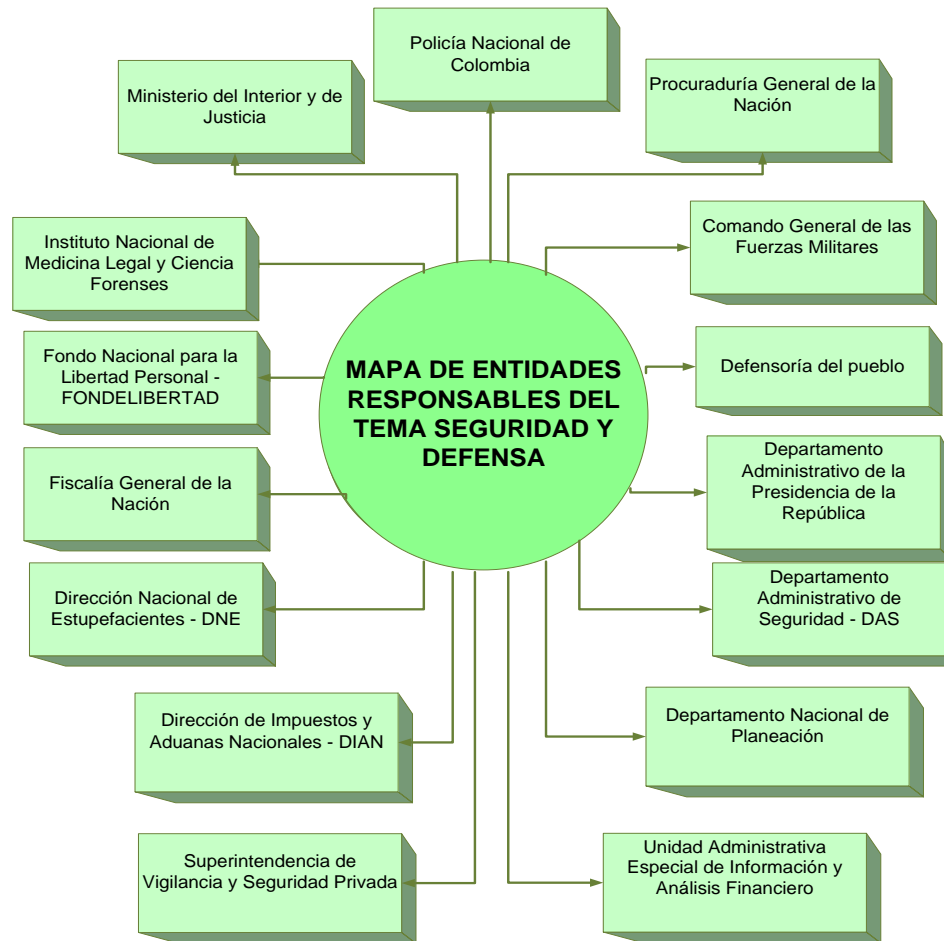 Policía Nacional de
Colombia
Ministerio del Interior y de
Justicia
Procuraduría General de la
Nación
Instituto Nacional de
Medicina Legal y Ciencia
Forenses
Comando General de las
Fuerzas Militares
Fondo Nacional para la
Libertad Personal -
FONDELIBERTAD
MAPA DE ENTIDADES
RESPONSABLES DEL
TEMA SEGURIDAD Y
DEFENSA
Defensoría del pueblo
Fiscalía General de la
Nación
Departamento
Administrativo de la
Presidencia de la
República
Dirección Nacional de
Estupefacientes - DNE
Departamento
Administrativo de
Seguridad - DAS
Dirección de Impuestos y
Aduanas Nacionales - DIAN
Departamento Nacional de
Planeación
Superintendencia de
Vigilancia y Seguridad Privada
Unidad Administrativa
Especial de Información y
Análisis Financiero